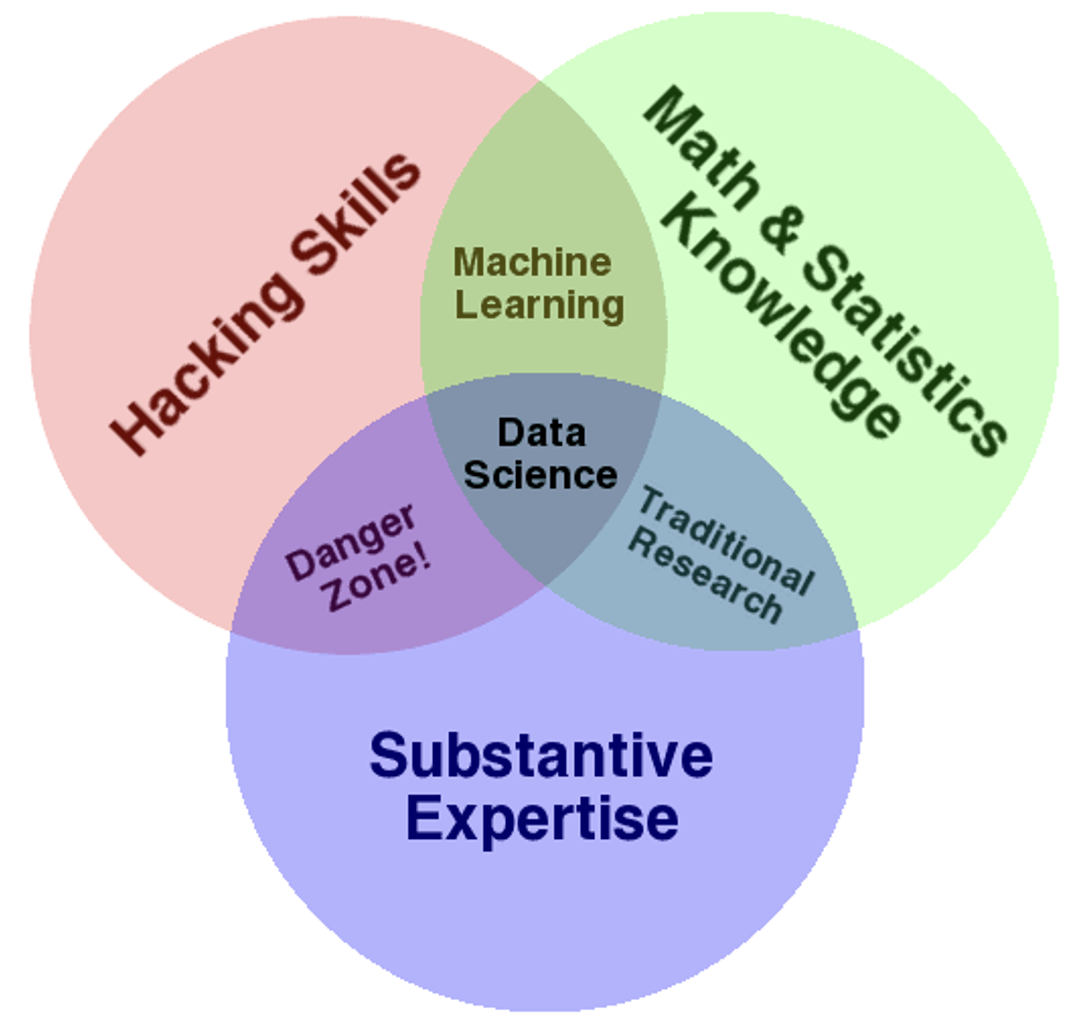 Hacking Skills
Math & Statistics
Knowledge
Machine
Learning
Data
Science
Danger
Zone!
Traditional
Research
Substantive
Expertise